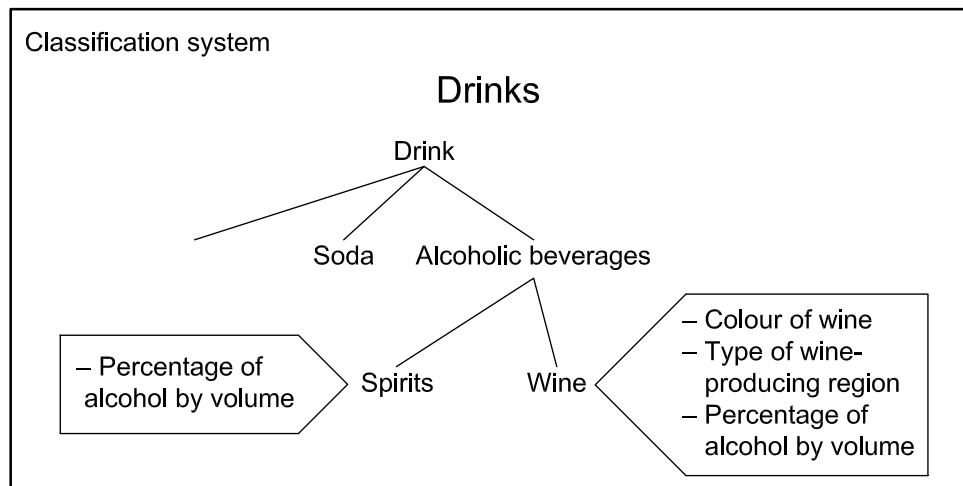 Classification system
Drinks
Drink
Soda
Alcoholic beverages
– Percentage of
alcohol by volume
Spirits
Wine
– Colour of wine
– Type of wine-
producing region
– Percentage of
alcohol by volume